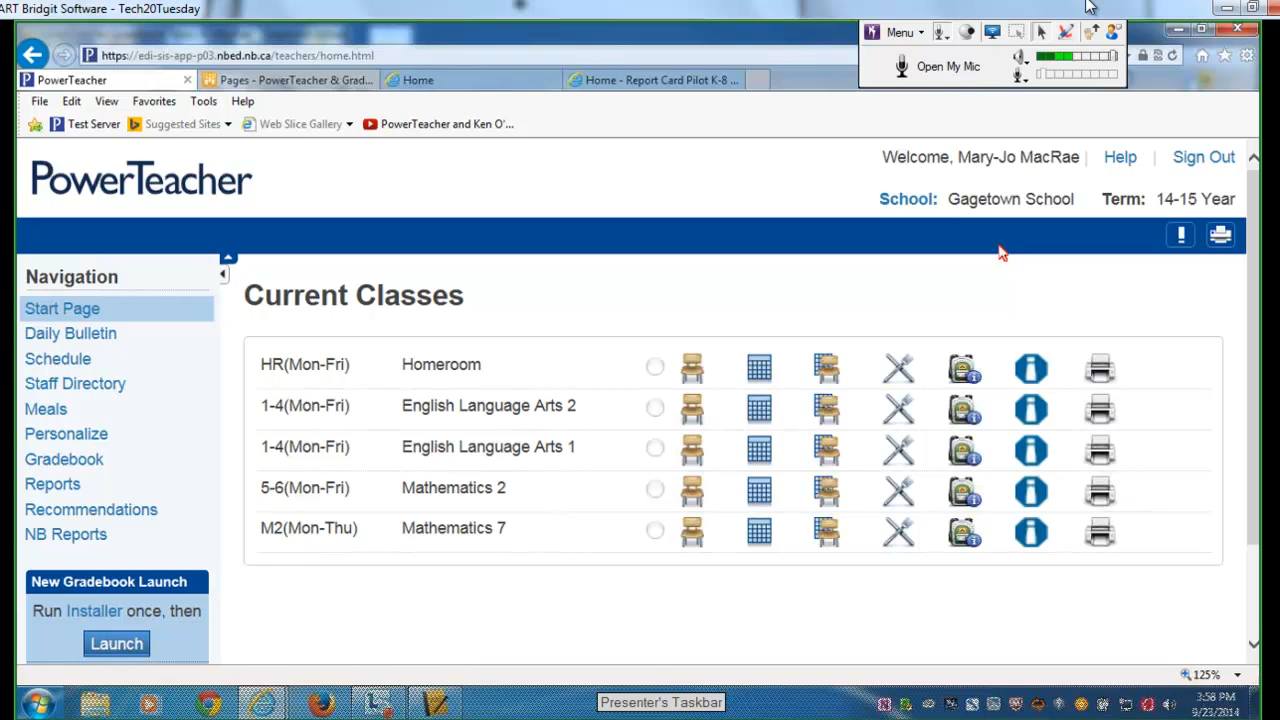 ART Bridgit Software - Tech20Tuesday
Menu
Open My Mic
https://edi-sis-app-p03.nbed.nb.ca/teachers/home.html
PowerTeacher
Pages - PowerTeacher & Grad...
Home
Home - Report Card Pilot K-8 ...
File Edit View Favorites Tools Help
Test Server Suggested Sites Web Slice Gallery PowerTeacher and Ken O'...
PowerTeacher
Welcome, Mary-Jo MacRae Help Sign Out
School: Gagetown School Term: 14-15 Year
Navigation
Start Page
Daily Bulletin
Schedule
Staff Directory
Meals
Personalize
Gradebook
Reports
Recommendations
NB Reports
New Gradebook Launch
Run Installer once, then
Launch
Current Classes
HR(Mon-Fri) Homeroom
1-4(Mon-Fri) English Language Arts 2
1-4(Mon-Fri) English Language Arts 1
5-6(Mon-Fri) Mathematics 2
M2(Mon-Thu) Mathematics 7
125%
Presenter's Taskbar
3:58 PM
9/23/2014